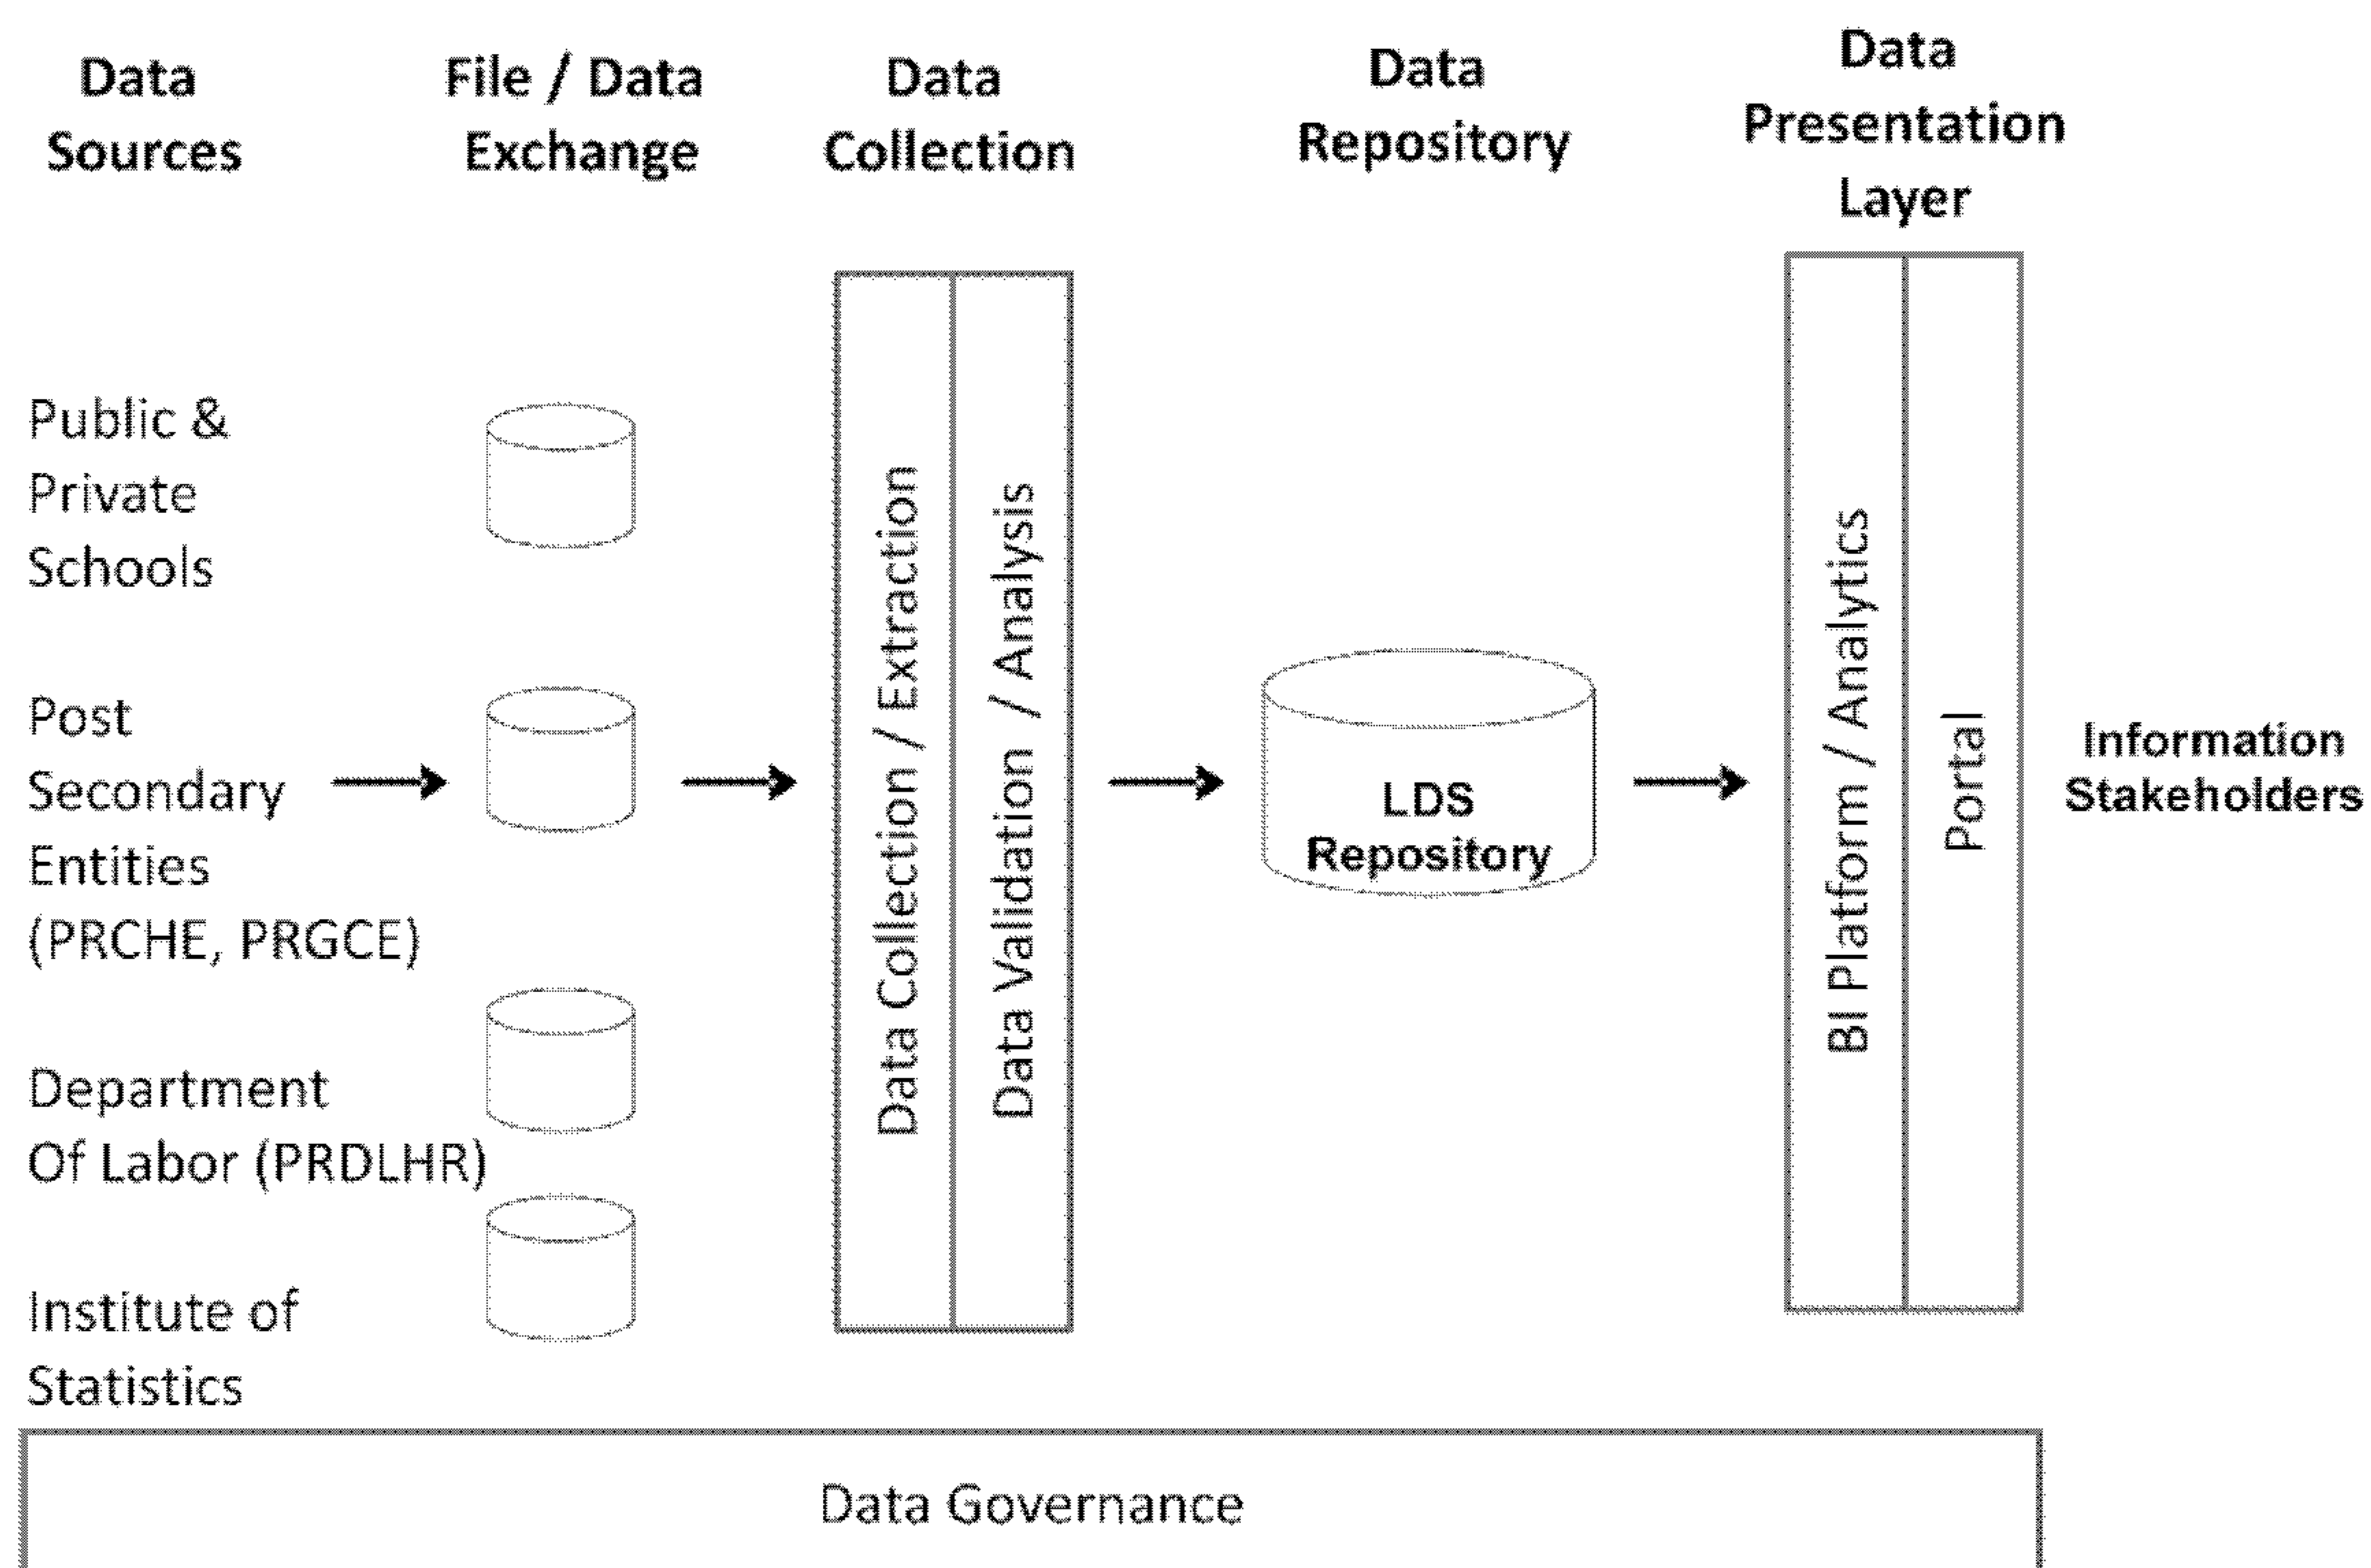 Data
Sources
File / Data
Exchange
Data
Collection
Data
Repository
Data
Presentation
Layer
Public &
Private
Schools
Post
Secondary
Entities
(PRCHE, PRGCE)
Department
Of Labor (PRDLHR)
Institute of
Statistics
Data Collection / Extraction
Data Validation / Analysis
LDS
Repository
BI Platform / Analytics
Portal
Information
Stakeholders
Data Governance